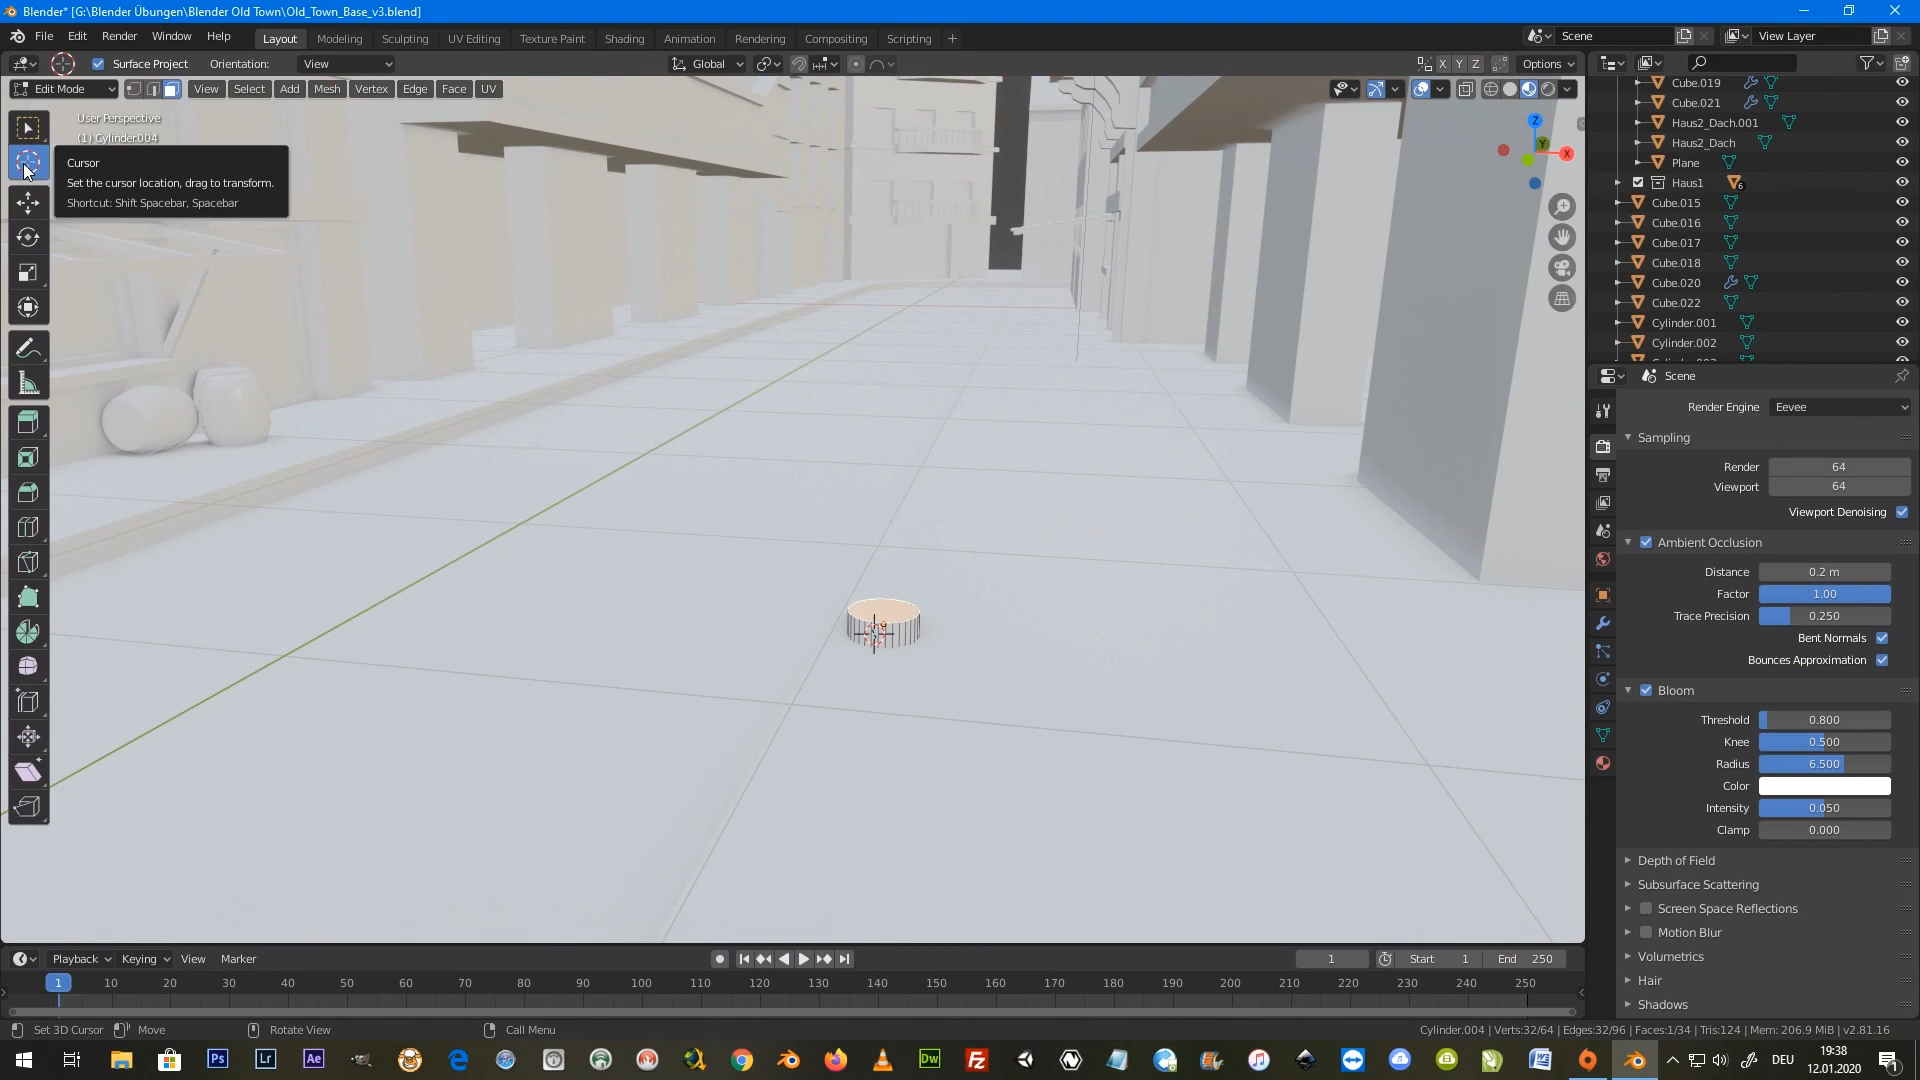 Blender* [G:\Blender Übungen\Blender Old Town\Old_Town_Base_v3.blend]
File Edit Render Window Help Layout Modeling Sculpting UV Editing Texture Paint Shading Animation Rendering Compositing Scripting + Scene View Layer
Surface Project Orientation: View Global X Y Z Options
Edit Mode View Select Add Mesh Vertex Edge Face UV
User Perspective
(1) Cylinder.004
Cursor
Set the cursor location, drag to transform.
Shortcut: Shift Spacebar, Spacebar
Z
Y
X
Cube.019
Cube.021
Haus2_Dach.001
Haus2_Dach
Plane
Haus1 6
Cube.015
Cube.016
Cube.017
Cube.018
Cube.020
Cube.022
Cylinder.001
Cylinder.002
Scene
Render Engine Eevee
Sampling
Render 64
Viewport 64
Viewport Denoising
Ambient Occlusion
Distance 0.2 m
Factor 1.00
Trace Precision 0.250
Bent Normals
Bounces Approximation
Bloom
Threshold 0.800
Knee 0.500
Radius 6.500
Color
Intensity 0.050
Clamp 0.000
Depth of Field
Subsurface Scattering
Screen Space Reflections
Motion Blur
Volumetrics
Hair
Shadows
Playback Keying View Marker 1 Start 1 End 250
1 10 20 30 40 50 60 70 80 90 100 110 120 130 140 150 160 170 180 190 200 210 220 230 240 250
Set 3D Cursor Move Rotate View Call Menu Cylinder.004 | Verts:32/64 | Edges:32/96 | Faces:1/34 | Tris:124 | Mem: 206.9 MiB | v2.81.16
Ps Lr Ae Dw Fz DEU 19:38
12.01.2020 1